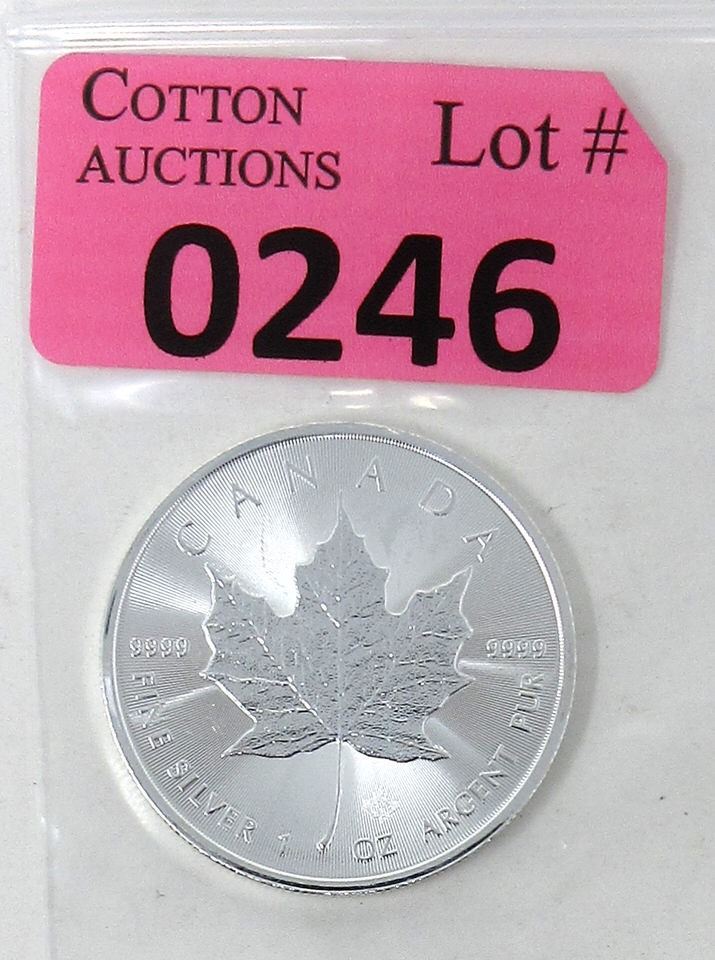 COTTON
AUCTIONS
Lot #
0246
CANADA
9999
9999
FINE SILVER 1 OZ ARGENT PUR